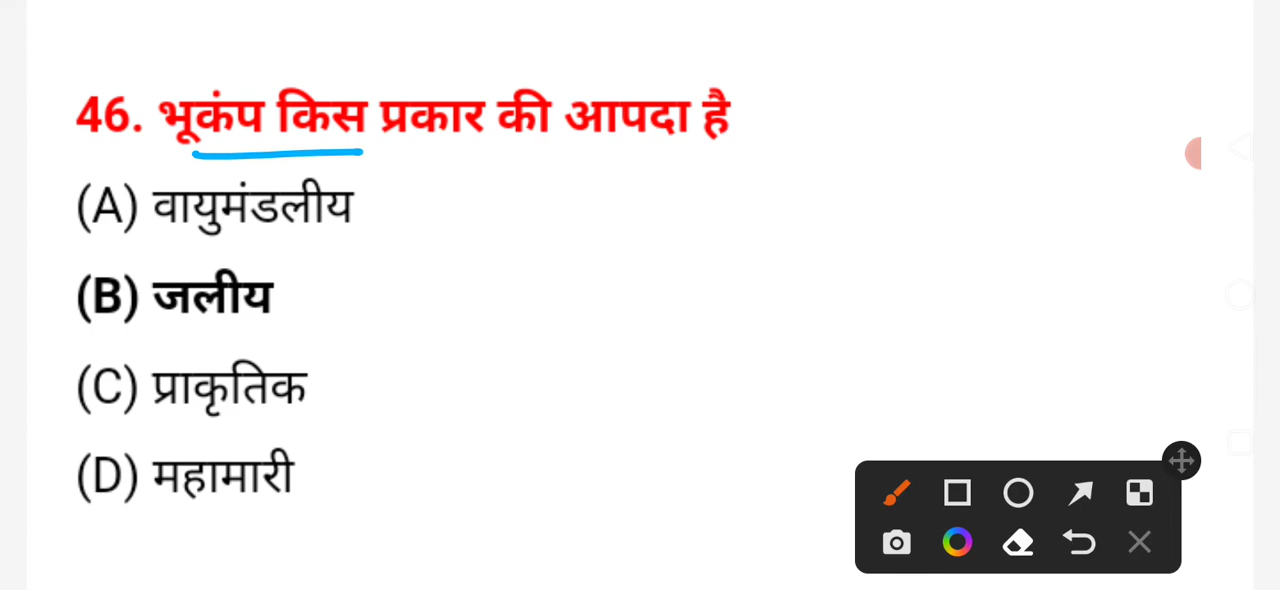 46. भूकंप किस प्रकार की आपदा है
(A) वायुमंडलीय
(B) जलीय
(C) प्राकृतिक
(D) महामारी